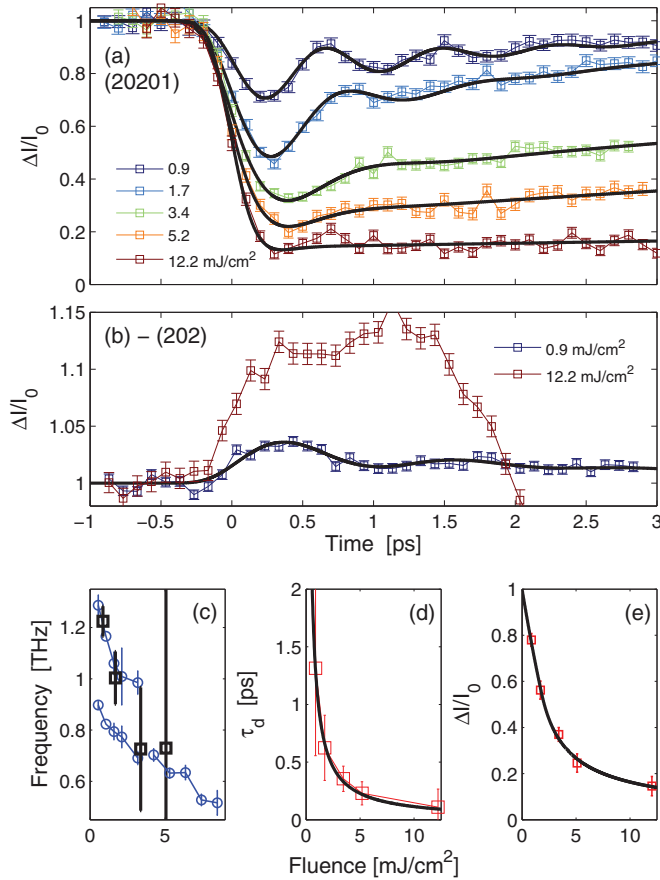 1
0.8
0.6
0.4
0.2
0
ΔI/I0
(a)
(20201)
0.9
1.7
3.4
5.2
12.2 mJ/cm2
1.15
1.1
1.05
1
ΔI/I0
(b) − (202)
0.9 mJ/cm2
12.2 mJ/cm2
−1 −0.5 0 0.5 1 1.5 2 2.5 3
Time [ps]
1.2
1
0.8
0.6
Frequency [THz]
(c)
0 5
2
1.5
1
0.5
0
τd [ps]
(d)
0 5 10
1
0.8
0.6
0.4
0.2
0
ΔI/I0
(e)
0 5 10
Fluence [mJ/cm2]